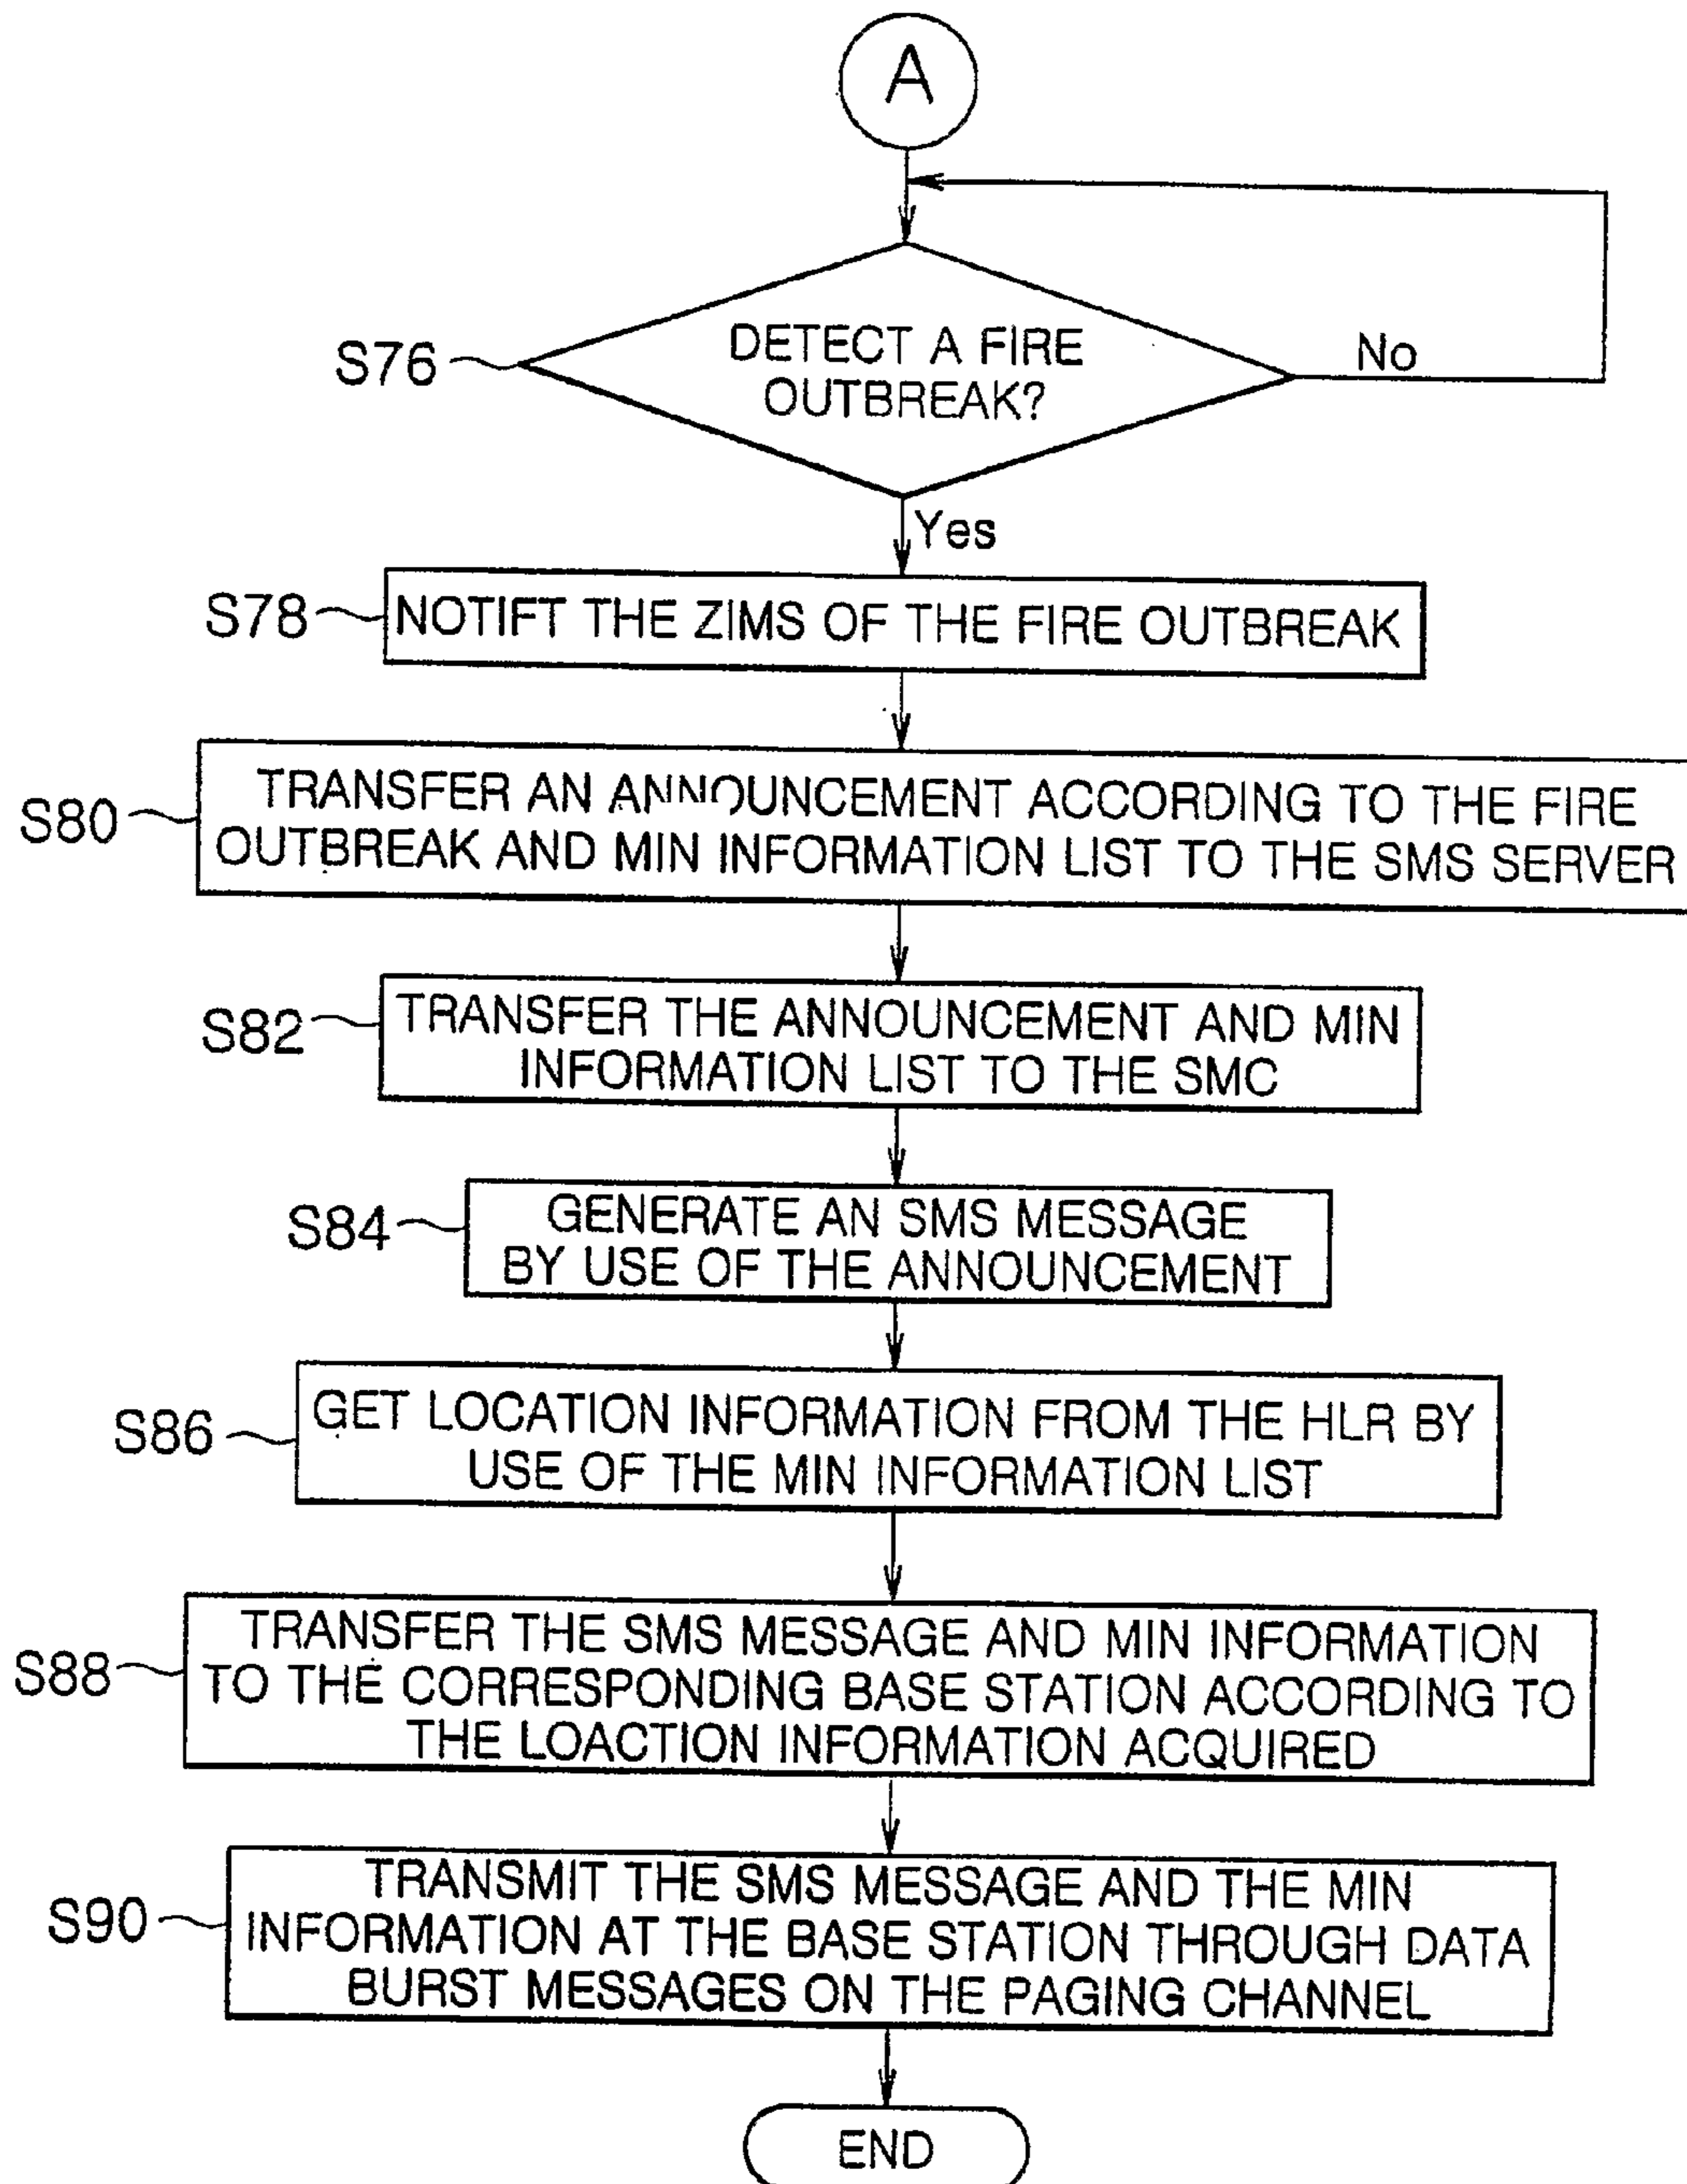 A
S76
DETECT A FIRE
OUTBREAK?
No
Yes
S78
NOTIFT THE ZIMS OF THE FIRE OUTBREAK
S80
TRANSFER AN ANNOUNCEMENT ACCORDING TO THE FIRE
OUTBREAK AND MIN INFORMATION LIST TO THE SMS SERVER
S82
TRANSFER THE ANNOUNCEMENT AND MIN
INFORMATION LIST TO THE SMC
S84
GENERATE AN SMS MESSAGE
BY USE OF THE ANNOUNCEMENT
S86
GET LOCATION INFORMATION FROM THE HLR BY
USE OF THE MIN INFORMATION LIST
S88
TRANSFER THE SMS MESSAGE AND MIN INFORMATION
TO THE CORRESPONDING BASE STATION ACCORDING TO
THE LOACTION INFORMATION ACQUIRED
S90
TRANSMIT THE SMS MESSAGE AND THE MIN
INFORMATION AT THE BASE STATION THROUGH DATA
BURST MESSAGES ON THE PAGING CHANNEL
END